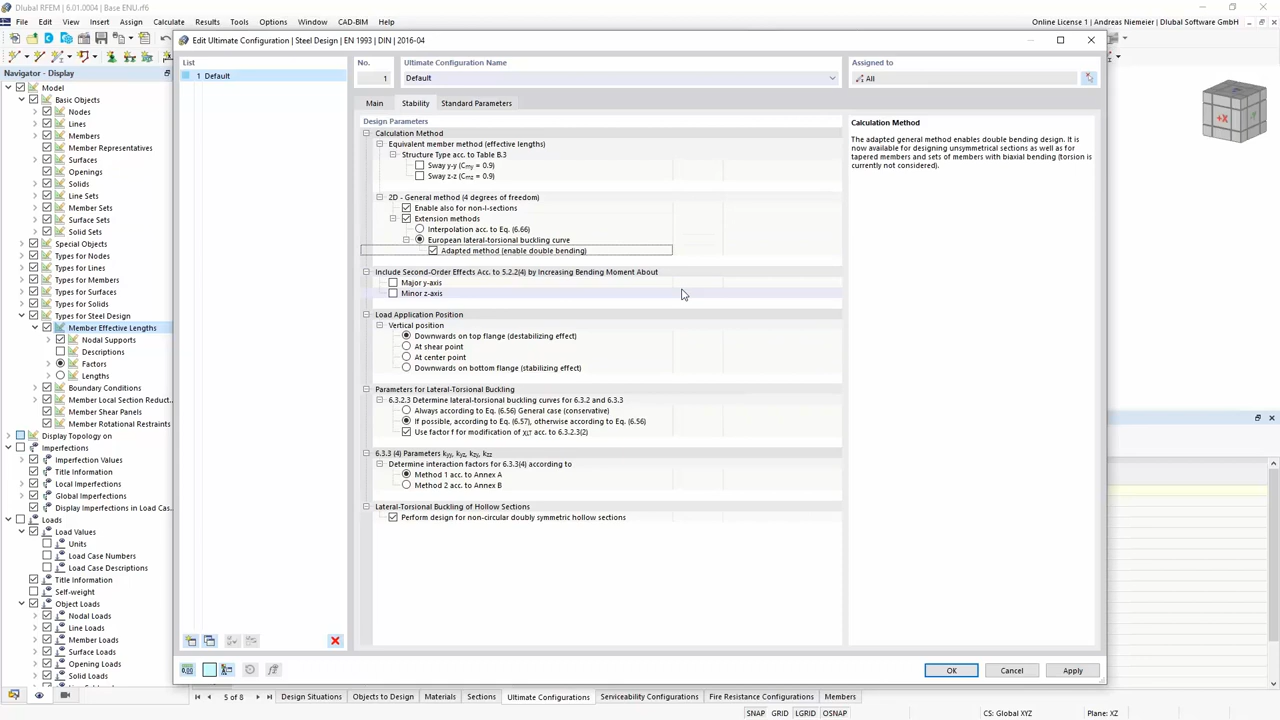 Dlubal RFEM | 6.01.0004 | Base ENU.rf6
File Edit View Insert Assign Calculate Results Tools Options Window CAD-BIM Help
Online License 1 | Andreas Niemeier | Dlubal Software GmbH
Navigator - Display
Model
Basic Objects
Nodes
Lines
Members
Member Representatives
Surfaces
Openings
Solids
Line Sets
Member Sets
Surface Sets
Solid Sets
Special Objects
Types for Nodes
Types for Lines
Types for Members
Types for Surfaces
Types for Solids
Types for Steel Design
Member Effective Lengths
Nodal Supports
Descriptions
Factors
Lengths
Boundary Conditions
Member Local Section Reduct...
Member Shear Panels
Member Rotational Restraints
Display Topology on
Imperfections
Imperfection Values
Title Information
Local Imperfections
Global Imperfections
Display Imperfections in Load Cas...
Loads
Load Values
Units
Load Case Numbers
Load Case Descriptions
Title Information
Self-weight
Object Loads
Nodal Loads
Line Loads
Member Loads
Surface Loads
Opening Loads
Solid Loads
Edit Ultimate Configuration | Steel Design | EN 1993 | DIN | 2016-04
List
1 Default
No.
1
Ultimate Configuration Name
Default
Assigned to
All
Main Stability Standard Parameters
Design Parameters
Calculation Method
Equivalent member method (effective lengths)
Structure Type acc. to Table B.3
Sway y-y (Cmy = 0.9)
Sway z-z (Cmz = 0.9)
2D - General method (4 degrees of freedom)
Enable also for non-I-sections
Extension methods
Interpolation acc. to Eq. (6.66)
European lateral-torsional buckling curve
Adapted method (enable double bending)
Include Second-Order Effects Acc. to 5.2.2(4) by Increasing Bending Moment About
Major y-axis
Minor z-axis
Load Application Position
Vertical position
Downwards on top flange (destabilizing effect)
At shear point
At center point
Downwards on bottom flange (stabilizing effect)
Parameters for Lateral-Torsional Buckling
6.3.2.3 Determine lateral-torsional buckling curves for 6.3.2 and 6.3.3
Always according to Eq. (6.56) General case (conservative)
If possible, according to Eq. (6.57), otherwise according to Eq. (6.56)
Use factor f for modification of χLT acc. to 6.3.2.3(2)
6.3.3 (4) Parameters kyy, kyz, kzy, kzz
Determine interaction factors for 6.3.3(4) according to
Method 1 acc. to Annex A
Method 2 acc. to Annex B
Lateral-Torsional Buckling of Hollow Sections
Perform design for non-circular doubly symmetric hollow sections
Calculation Method
The adapted general method enables double bending design. It is
now available for designing unsymmetrical sections as well as for
tapered members and sets of members with biaxial bending (torsion is
currently not considered).
+X
OK Cancel Apply
5 of 8 Design Situations Objects to Design Materials Sections Ultimate Configurations Serviceability Configurations Fire Resistance Configurations Members
SNAP GRID LGRID OSNAP CS: Global XYZ Plane: XZ